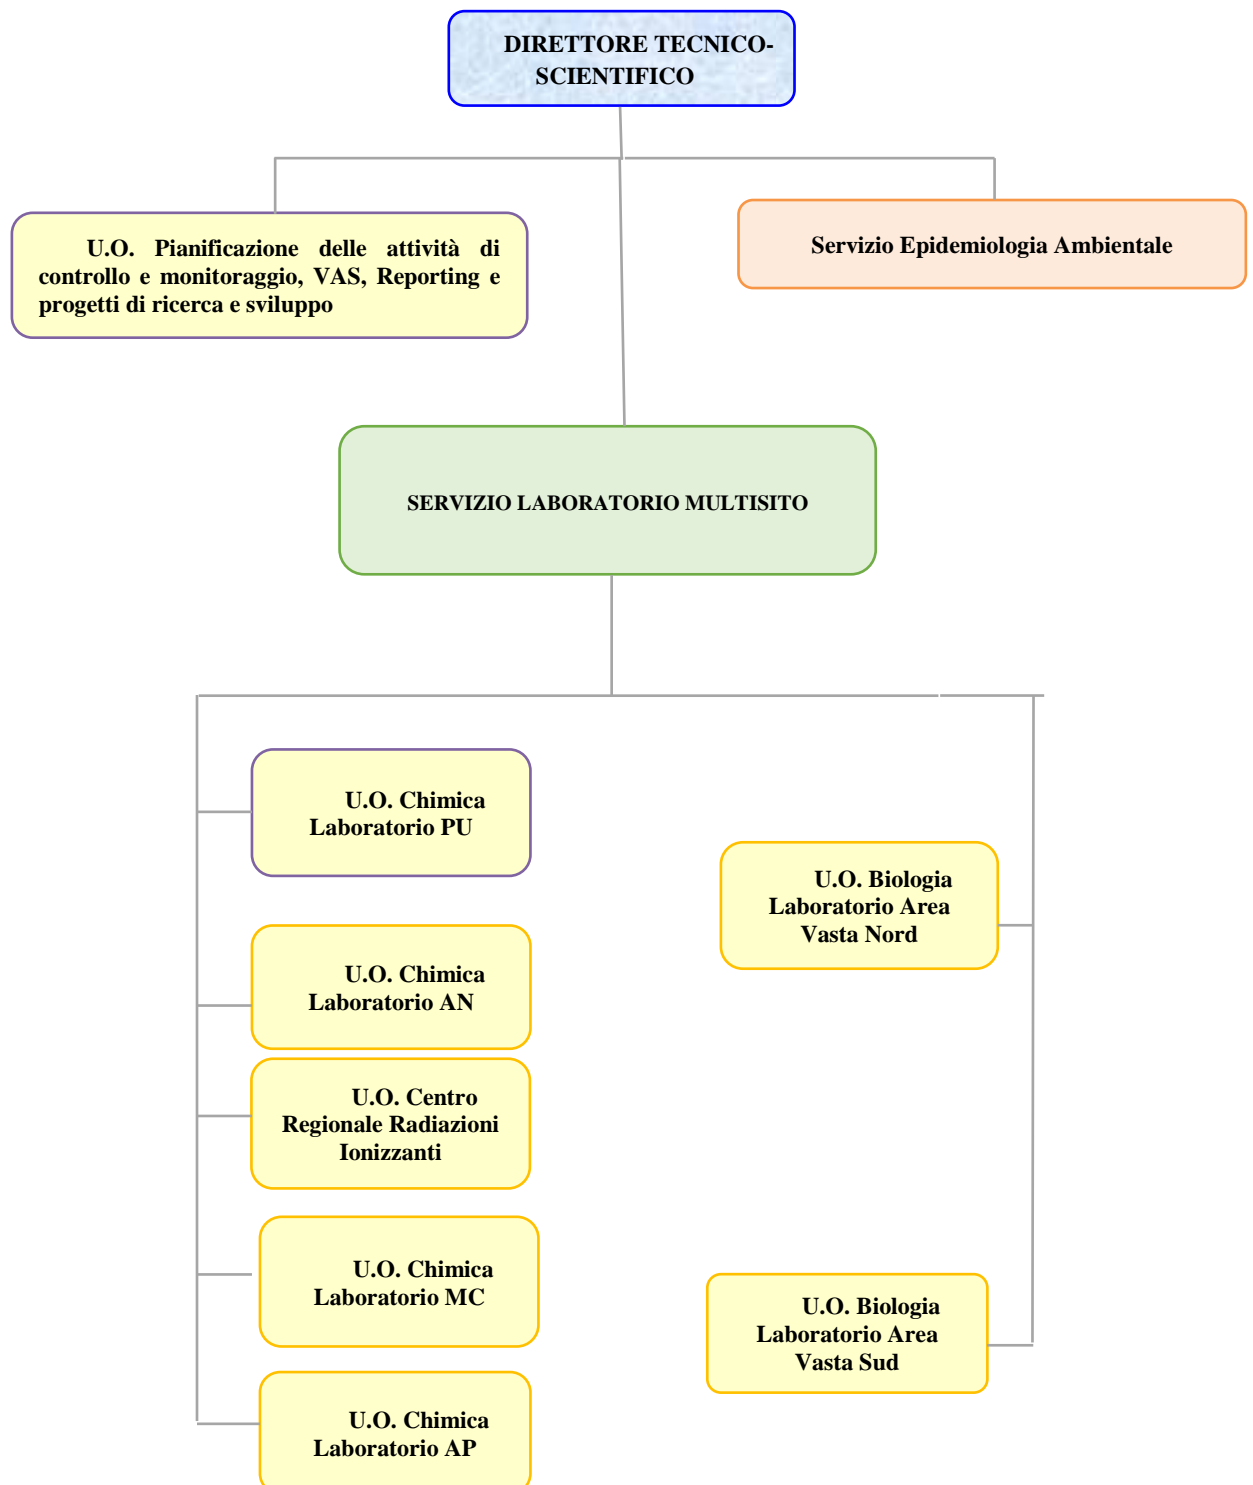 DIRETTORE TECNICO-
SCIENTIFICO
U.O. Pianificazione delle attività di
controllo e monitoraggio, VAS, Reporting e
progetti di ricerca e sviluppo
Servizio Epidemiologia Ambientale
SERVIZIO LABORATORIO MULTISITO
U.O. Chimica
Laboratorio PU
U.O. Chimica
Laboratorio AN
U.O. Centro
Regionale Radiazioni
Ionizzanti
U.O. Chimica
Laboratorio MC
U.O. Chimica
Laboratorio AP
U.O. Biologia
Laboratorio Area
Vasta Nord
U.O. Biologia
Laboratorio Area
Vasta Sud